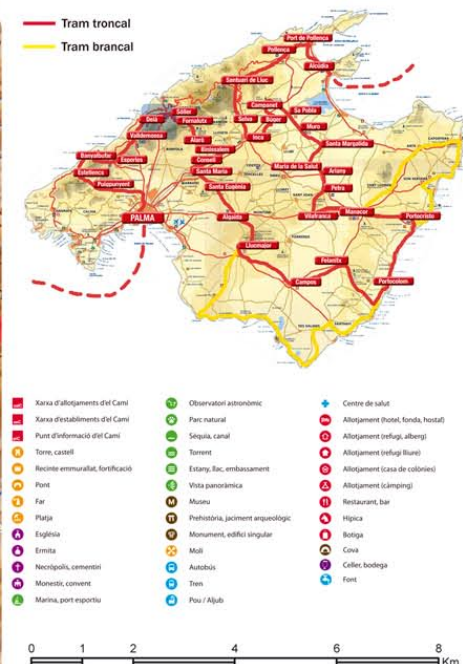 Tram troncal
Tram brancal
Port de Pollença
Pollença
Alcúdia
Santuari de Lluc
Campanet
Sa Pobla
Sóller
Selva
Búger
Muro
Deià
Fornalutx
Inca
Santa Margalida
Valldemossa
Alaró
Binissalem
Banyalbufar
Esporles
Consell
Maria de la Salut
Estellencs
Santa Maria
Ariany
Puigpunyent
Santa Eugènia
Petra
PALMA
Algaida
Vilafranca
Manacor
Portocristo
Llucmajor
Felanitx
Campos
Portocolom
Xarxa d'allotjaments d'el Camí
Xarxa d'establiments d'el Camí
Punt d'informació d'el Camí
Torre, castell
Recinte emmurallat, fortificació
Pont
Far
Platja
Església
Ermita
Necròpolis, cementiri
Monestir, convent
Marina, port esportiu
Observatori astronòmic
Parc natural
Séquia, canal
Torrent
Estany, llac, embassament
Vista panoràmica
M
Museu
Prehistòria, jaciment arqueològic
Monument, edifici singular
Molí
Autobús
Tren
Pou / Aljub
Centre de salut
Allotjament (hotel, fonda, hostal)
Allotjament (refugi, alberg)
Allotjament (refugi lliure)
Allotjament (casa de colònies)
Allotjament (càmping)
Restaurant, bar
Hípica
Botiga
Cova
Celler, bodega
Font
0 2 4 6 8
Km